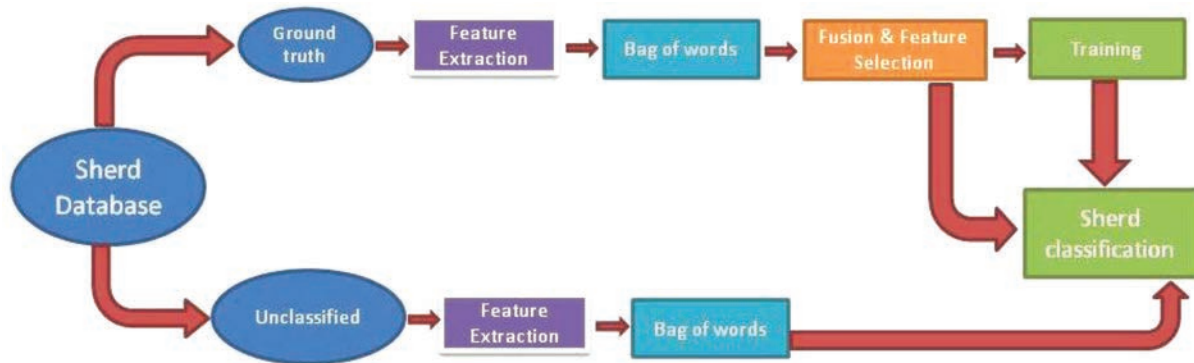 Ground
truth
Feature
Extraction
Bag of words
Fusion & Feature
Selection
Training
Sherd
Database
Sherd
classification
Unclassified
Feature
Extraction
Bag of words